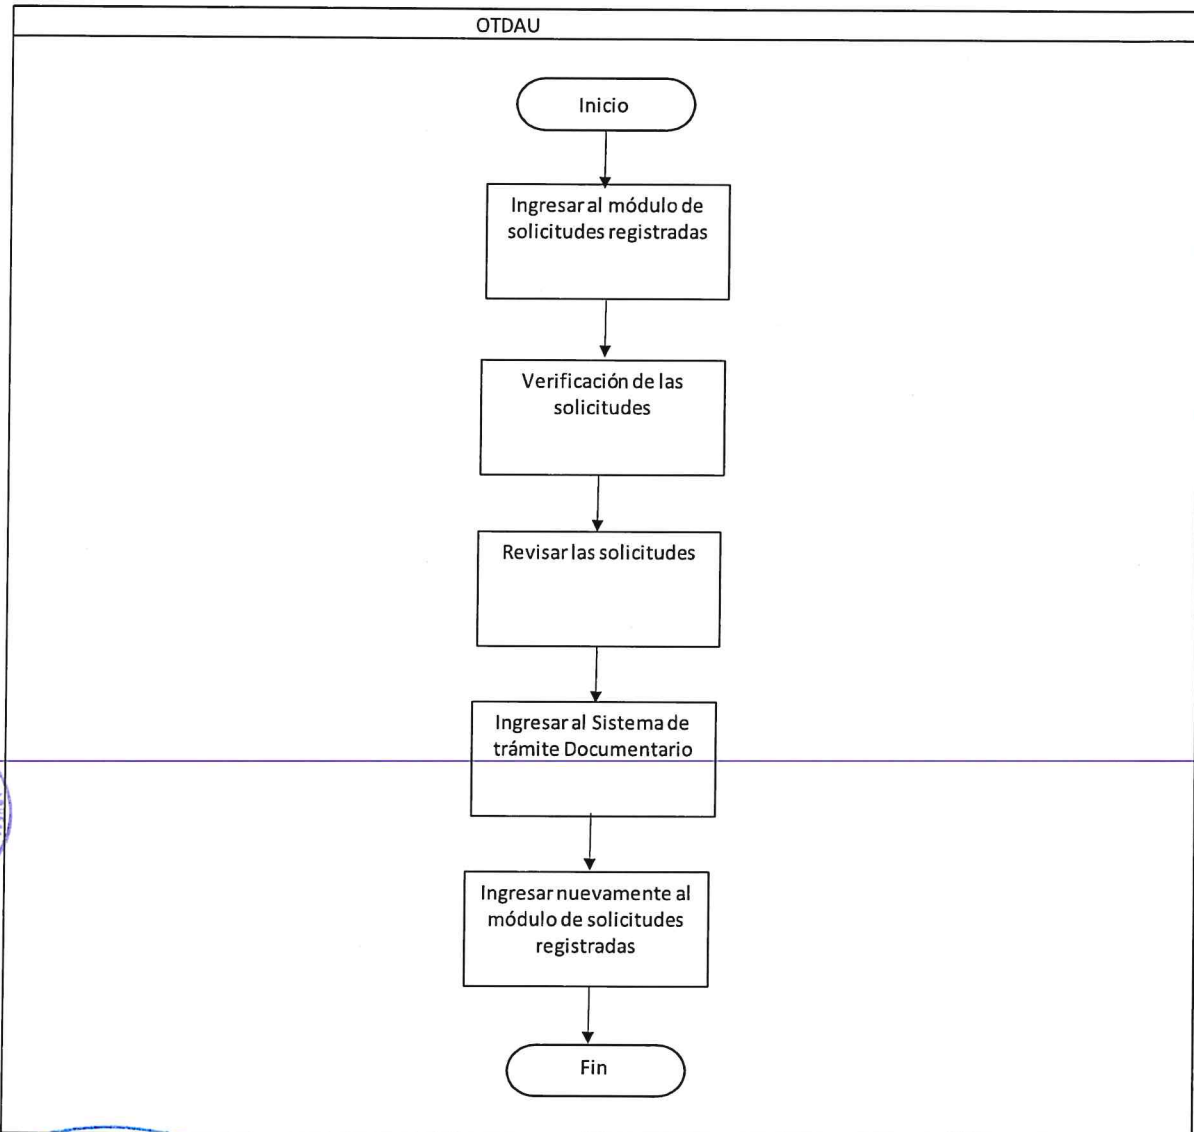 OTDAU
Inicio
Ingresar al módulo de
solicitudes registradas
Verificación de las
solicitudes
Revisar las solicitudes
Ingresar al Sistema de
trámite Documentario
Ingresar nuevamente al
módulo de solicitudes
registradas
Fin